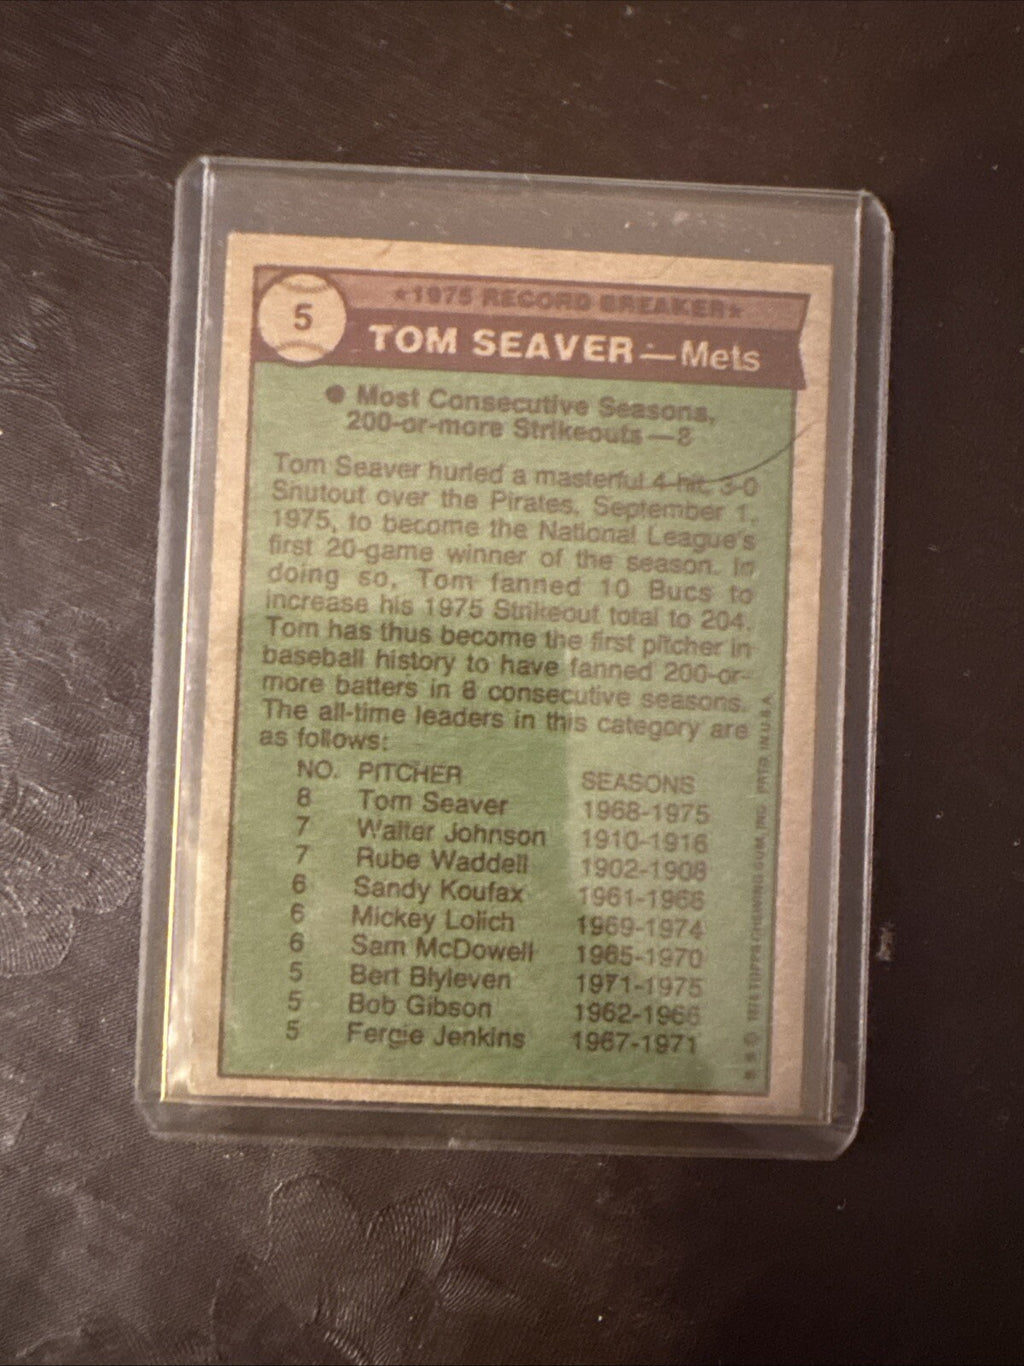 5
★1975 RECORD BREAKER★
TOM SEAVER—Mets
● Most Consecutive Seasons,
200-or-more Strikeouts—8
Tom Seaver hurled a masterful 4-hit, 3-0
Shutout over the Pirates, September 1,
1975, to become the National League's
first 20-game winner of the season. In
doing so, Tom fanned 10 Bucs to
increase his 1975 Strikeout total to 204.
Tom has thus become the first pitcher in
baseball history to have fanned 200-or-
more batters in 8 consecutive seasons.
The all-time leaders in this category are
as follows:
NO. PITCHER SEASONS
8 Tom Seaver 1968-1975
7 Walter Johnson 1910-1916
7 Rube Waddell 1902-1908
6 Sandy Koufax 1961-1966
6 Mickey Lolich 1969-1974
6 Sam McDowell 1965-1970
5 Bert Blyleven 1971-1975
5 Bob Gibson 1962-1966
5 Fergie Jenkins 1967-1971
© 1976 TOPPS CHEWING GUM, INC. PRTD. IN U.S.A.